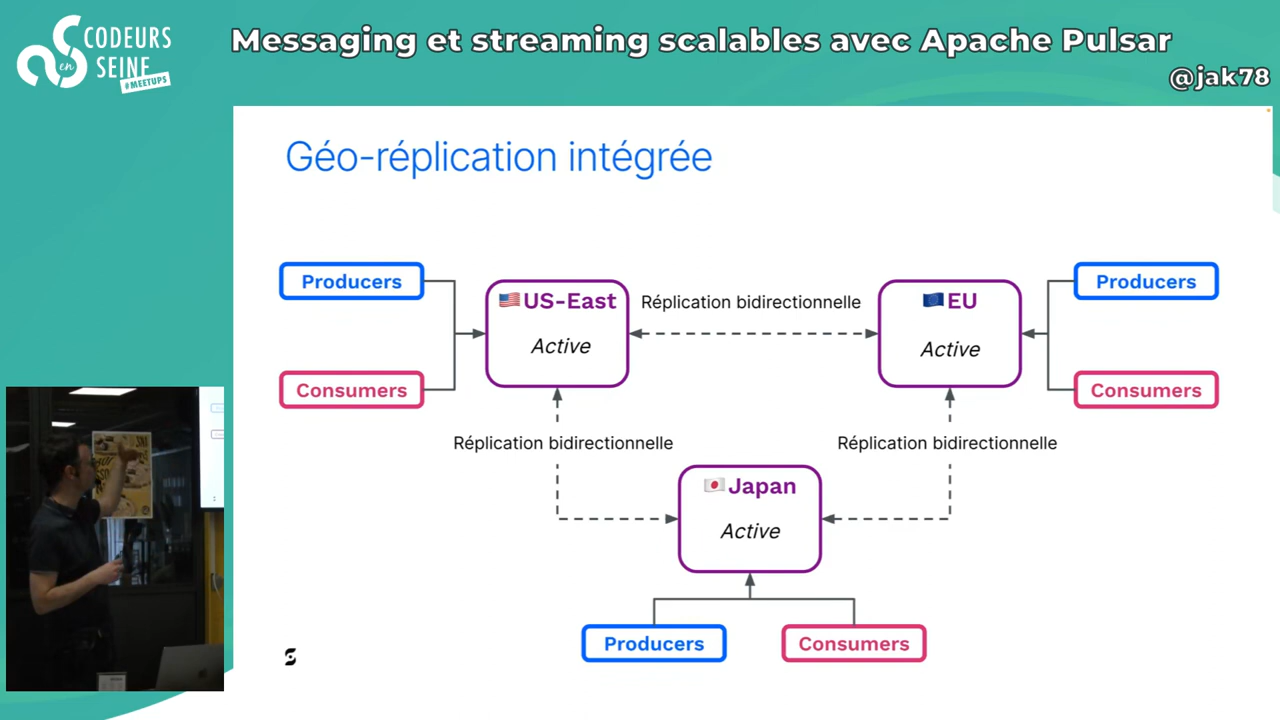 CODEURS
en
SEINE
#MEETUPS
Messaging et streaming scalables avec Apache Pulsar
@jak78
Géo-réplication intégrée
Producers
Consumers
US-East
Active
Réplication bidirectionnelle
EU
Active
Producers
Consumers
Réplication bidirectionnelle
Réplication bidirectionnelle
Japan
Active
Producers
Consumers